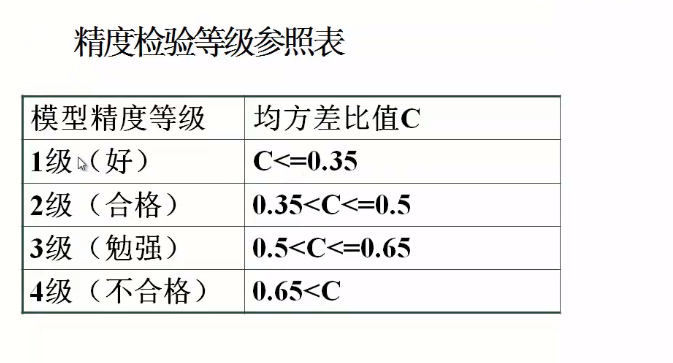 精度检验等级参照表
模型精度等级 均方差比值C
1级（好） C<=0.35
2级（合格） 0.35<C<=0.5
3级（勉强） 0.5<C<=0.65
4级（不合格） 0.65<C